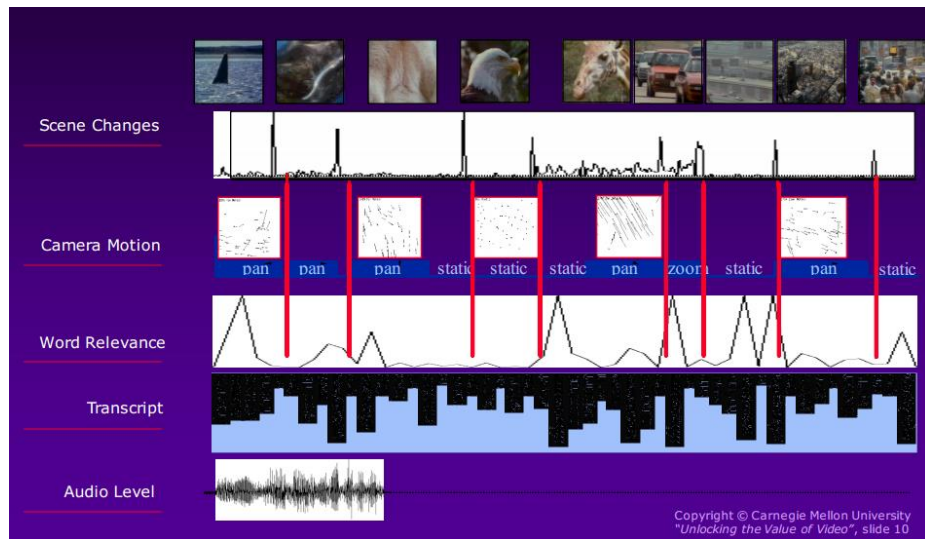 Scene Changes
Camera Motion
pan pan pan static static static pan zoom static pan static
Word Relevance
Transcript
Audio Level
Copyright © Carnegie Mellon University
“Unlocking the Value of Video”, slide 10